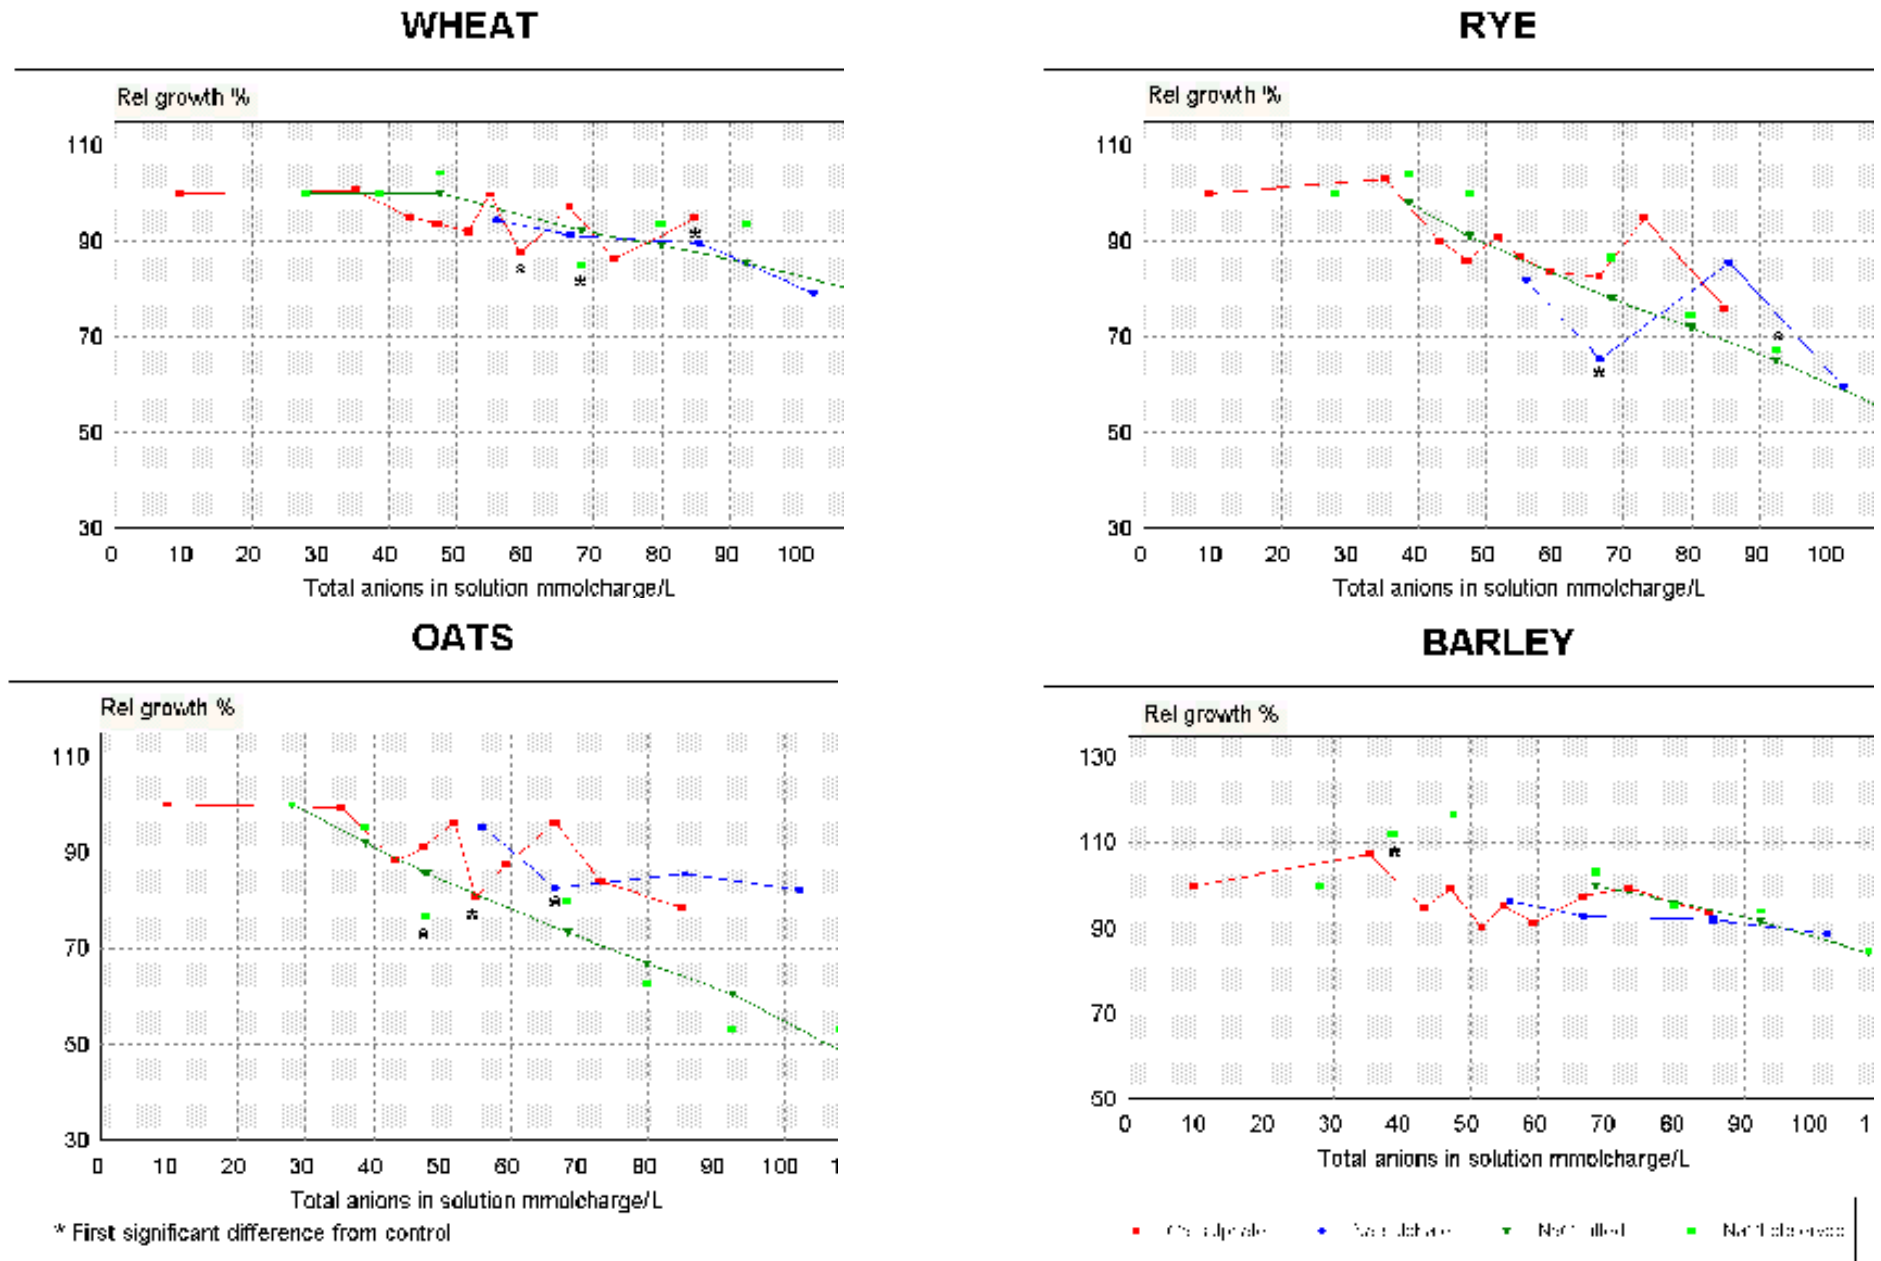 WHEAT
Rel growth %
110
90
70
50
30
0 10 20 30 40 50 60 70 80 90 100
Total anions in solution mmolcharge/L
RYE
Rel growth %
110
90
70
50
30
0 10 20 30 40 50 60 70 80 90 100
Total anions in solution mmolcharge/L
OATS
Rel growth %
110
90
70
50
30
0 10 20 30 40 50 60 70 80 90 100 1
Total anions in solution mmolcharge/L
* First significant difference from control
BARLEY
Rel growth %
130
110
90
70
50
0 10 20 30 40 50 60 70 80 90 100 1
Total anions in solution mmolcharge/L